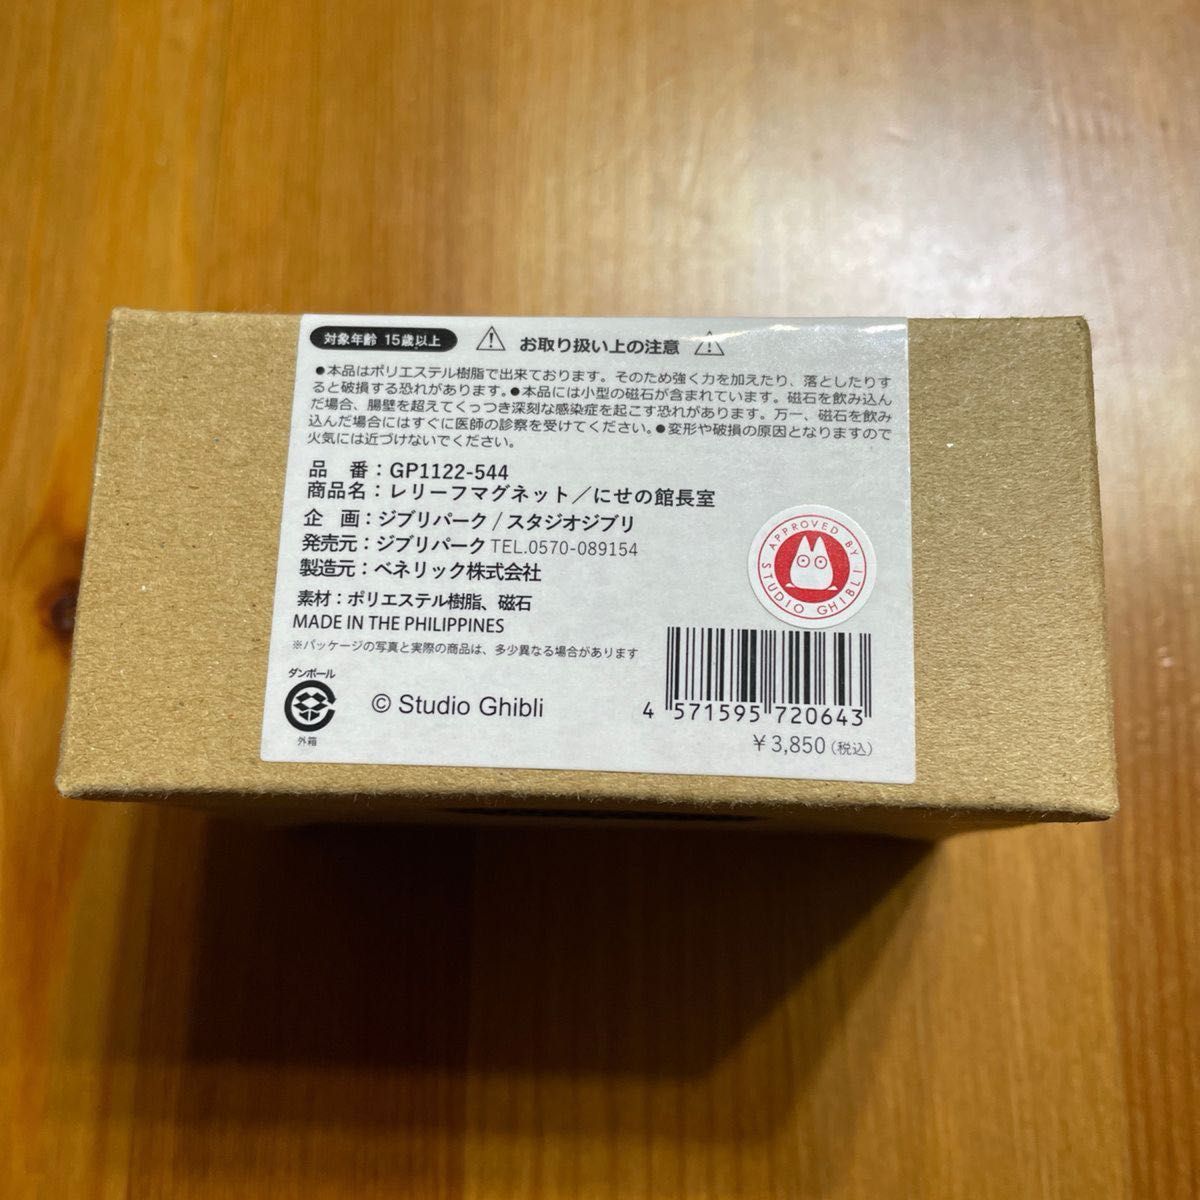 対象年齢 15歳以上
お取り扱い上の注意
●本品はポリエステル樹脂で出来ております。そのため強く力を加えたり、落としたりす
ると破損する恐れがあります。●本品には小型の磁石が含まれています。磁石を飲み込ん
だ場合、腸壁を超えてくっつき深刻な感染症を起こす恐れがあります。万一、磁石を飲み
込んだ場合にはすぐに医師の診察を受けてください。●変形や破損の原因となりますので
火気には近づけないでください。
品 番：GP1122-544
商品名：レリーフマグネット／にせの館長室
企 画：ジブリパーク / スタジオジブリ
発売元：ジブリパーク TEL.0570-089154
製造元：ベネリック株式会社
素材：ポリエステル樹脂、磁石
MADE IN THE PHILIPPINES
※パッケージの写真と実際の商品は、多少異なる場合があります
APPROVED BY
STUDIO GHIBLI
ダンボール
外箱
© Studio Ghibli
4 571595 720643
￥3,850（税込）